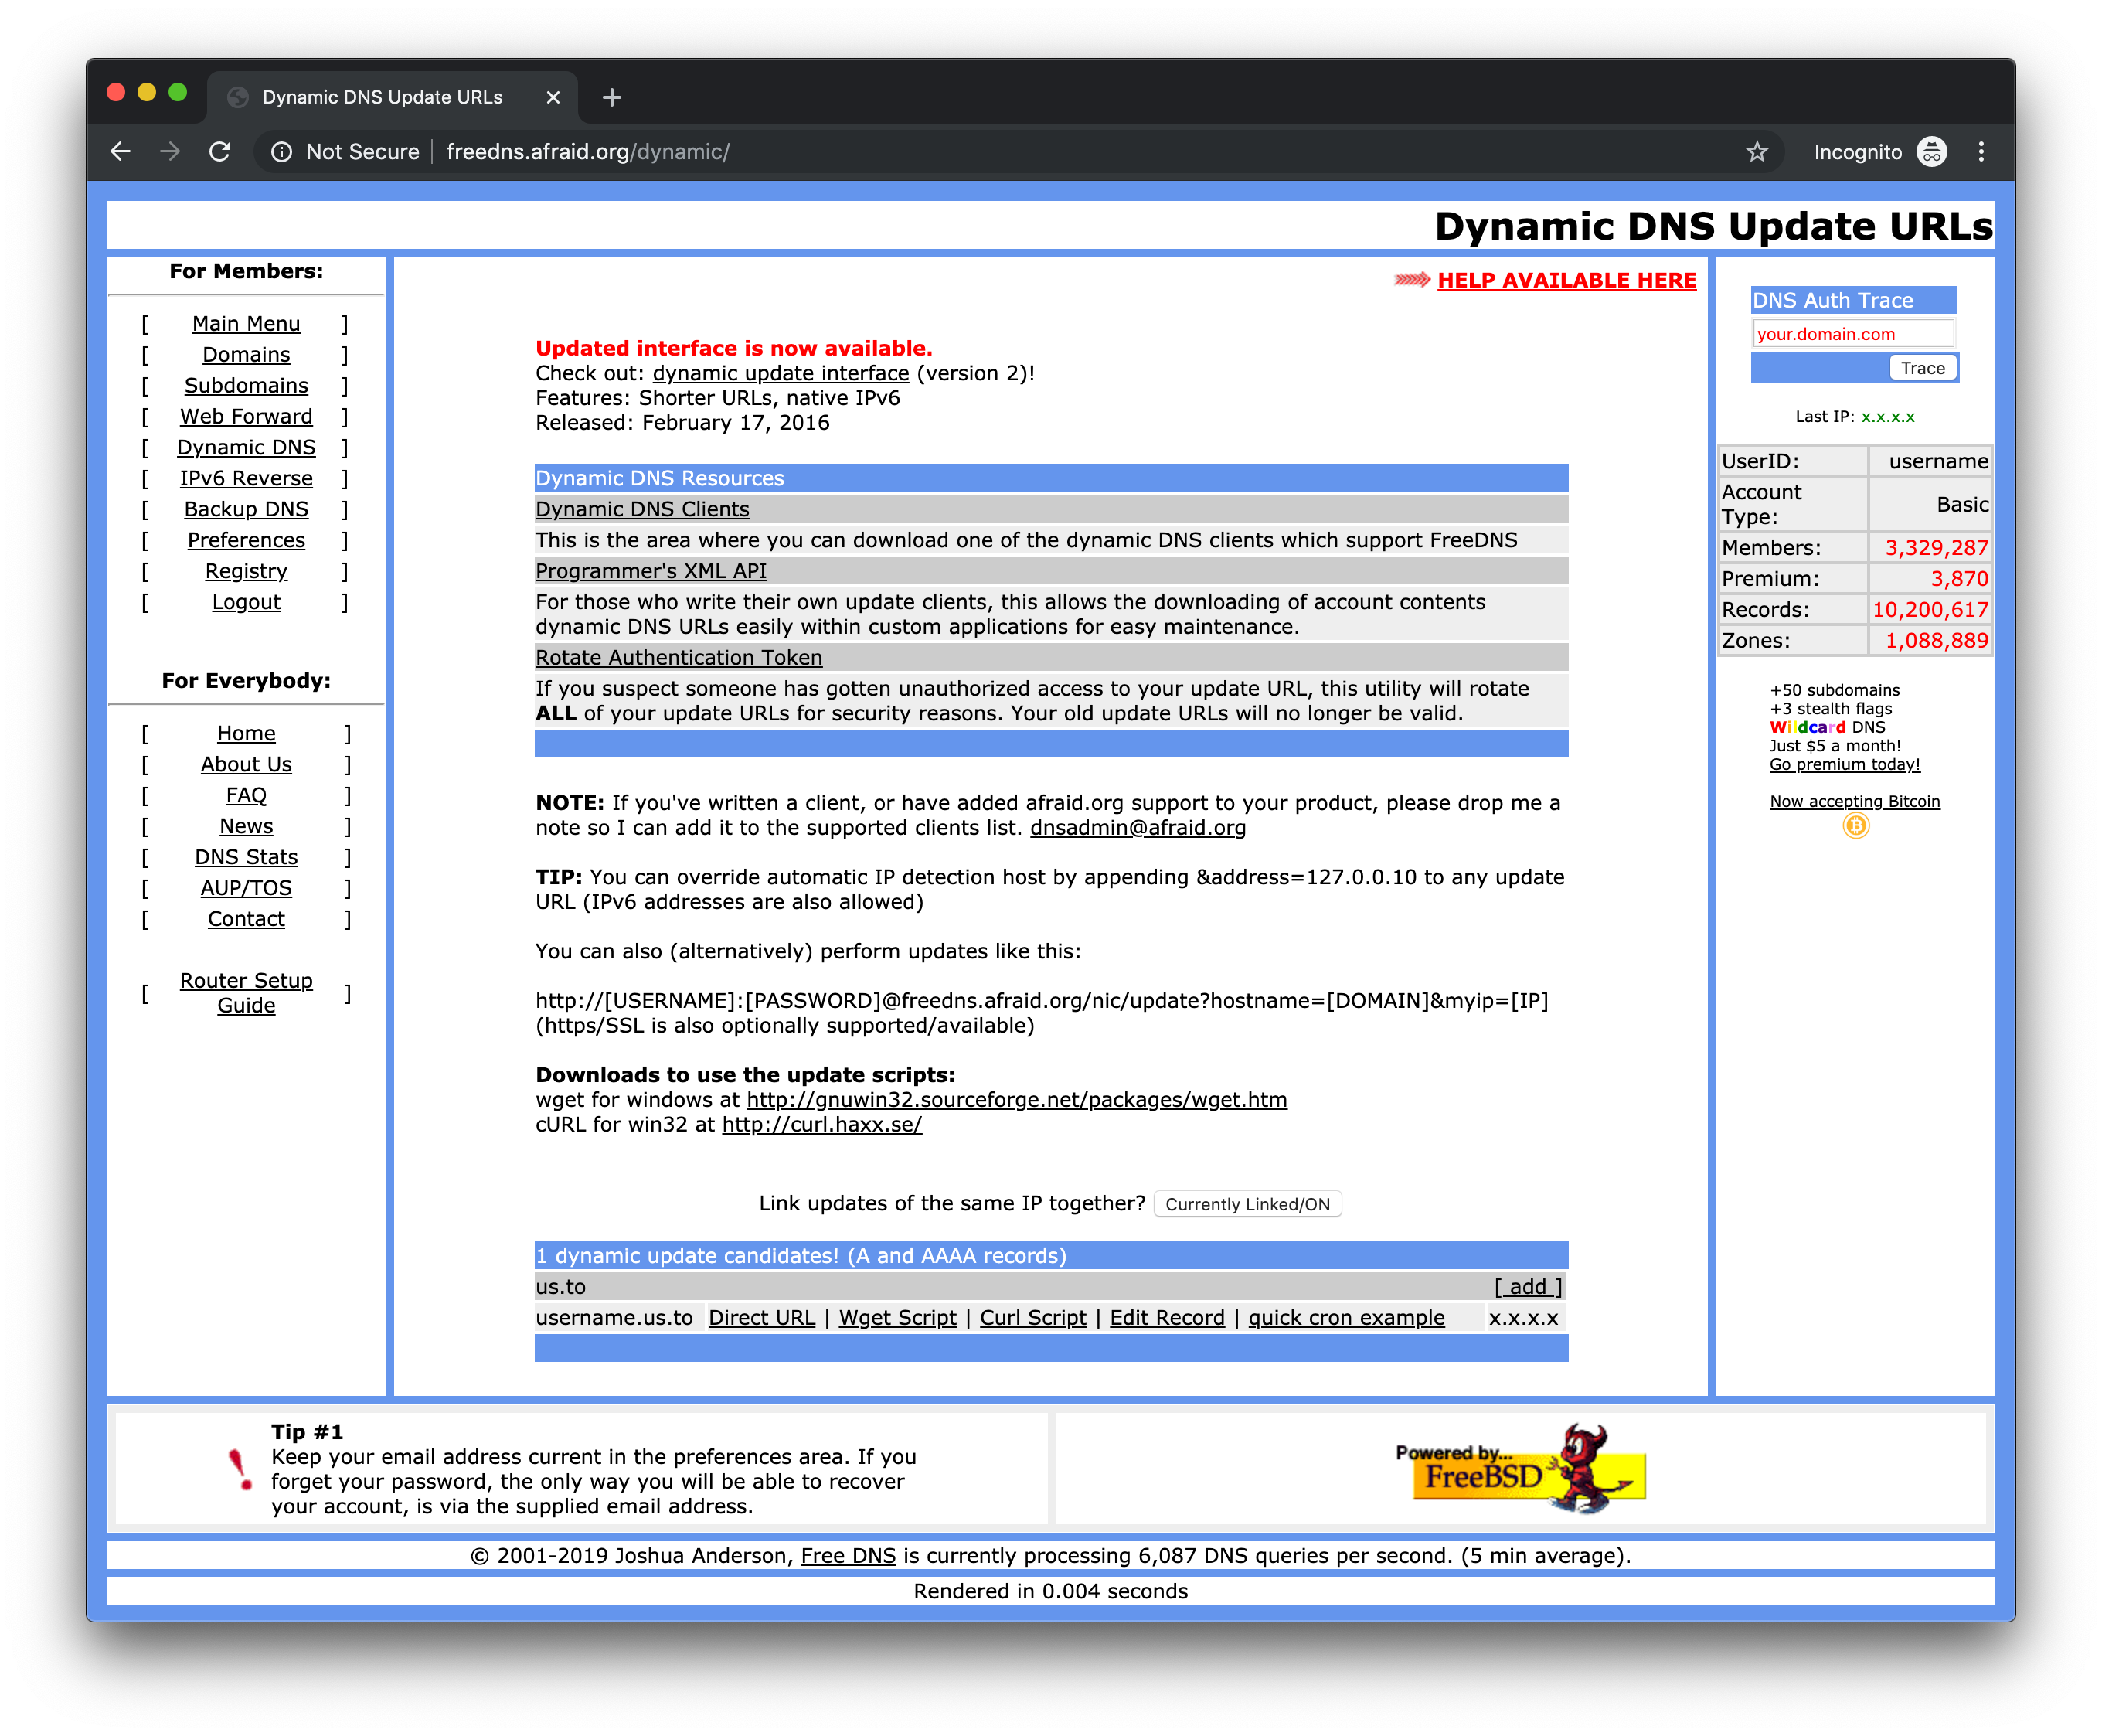 Dynamic DNS Update URLs
Not Secure
freedns.afraid.org/dynamic/
Incognito
Dynamic DNS Update URLs
For Members:
[ Main Menu ]
[ Domains ]
[ Subdomains ]
[ Web Forward ]
[ Dynamic DNS ]
[ IPv6 Reverse ]
[ Backup DNS ]
[ Preferences ]
[ Registry ]
[ Logout ]
For Everybody:
[ Home ]
[ About Us ]
[ FAQ ]
[ News ]
[ DNS Stats ]
[ AUP/TOS ]
[ Contact ]
[ Router Setup
Guide ]
HELP AVAILABLE HERE
Updated interface is now available.
Check out: dynamic update interface (version 2)!
Features: Shorter URLs, native IPv6
Released: February 17, 2016
Dynamic DNS Resources
Dynamic DNS Clients
This is the area where you can download one of the dynamic DNS clients which support FreeDNS
Programmer's XML API
For those who write their own update clients, this allows the downloading of account contents
dynamic DNS URLs easily within custom applications for easy maintenance.
Rotate Authentication Token
If you suspect someone has gotten unauthorized access to your update URL, this utility will rotate
ALL of your update URLs for security reasons. Your old update URLs will no longer be valid.
NOTE: If you've written a client, or have added afraid.org support to your product, please drop me a
note so I can add it to the supported clients list. dnsadmin@afraid.org
TIP: You can override automatic IP detection host by appending &address=127.0.0.10 to any update
URL (IPv6 addresses are also allowed)
You can also (alternatively) perform updates like this:
http://[USERNAME]:[PASSWORD]@freedns.afraid.org/nic/update?hostname=[DOMAIN]&myip=[IP]
(https/SSL is also optionally supported/available)
Downloads to use the update scripts:
wget for windows at http://gnuwin32.sourceforge.net/packages/wget.htm
cURL for win32 at http://curl.haxx.se/
Link updates of the same IP together? Currently Linked/ON
1 dynamic update candidates! (A and AAAA records)
us.to [ add ]
username.us.to Direct URL | Wget Script | Curl Script | Edit Record | quick cron example x.x.x.x
DNS Auth Trace
your.domain.com
Trace
Last IP: x.x.x.x
UserID: username
Account
Type: Basic
Members: 3,329,287
Premium: 3,870
Records: 10,200,617
Zones: 1,088,889
+50 subdomains
+3 stealth flags
Wildcard DNS
Just $5 a month!
Go premium today!
Now accepting Bitcoin
Tip #1
Keep your email address current in the preferences area. If you
forget your password, the only way you will be able to recover
your account, is via the supplied email address.
Powered by...
FreeBSD
© 2001-2019 Joshua Anderson, Free DNS is currently processing 6,087 DNS queries per second. (5 min average).
Rendered in 0.004 seconds